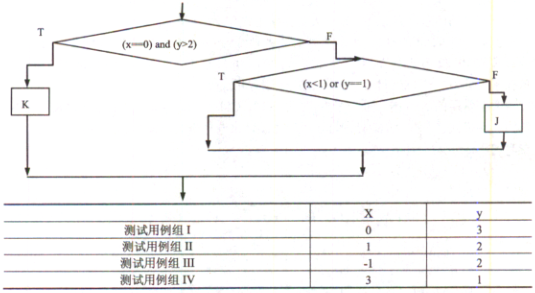 T
F
(x==0) and (y>2)
T
F
(x<1) or (y==1)
K
J
X y
测试用例组 I 0 3
测试用例组 II 1 2
测试用例组 III -1 2
测试用例组 IV 3 1